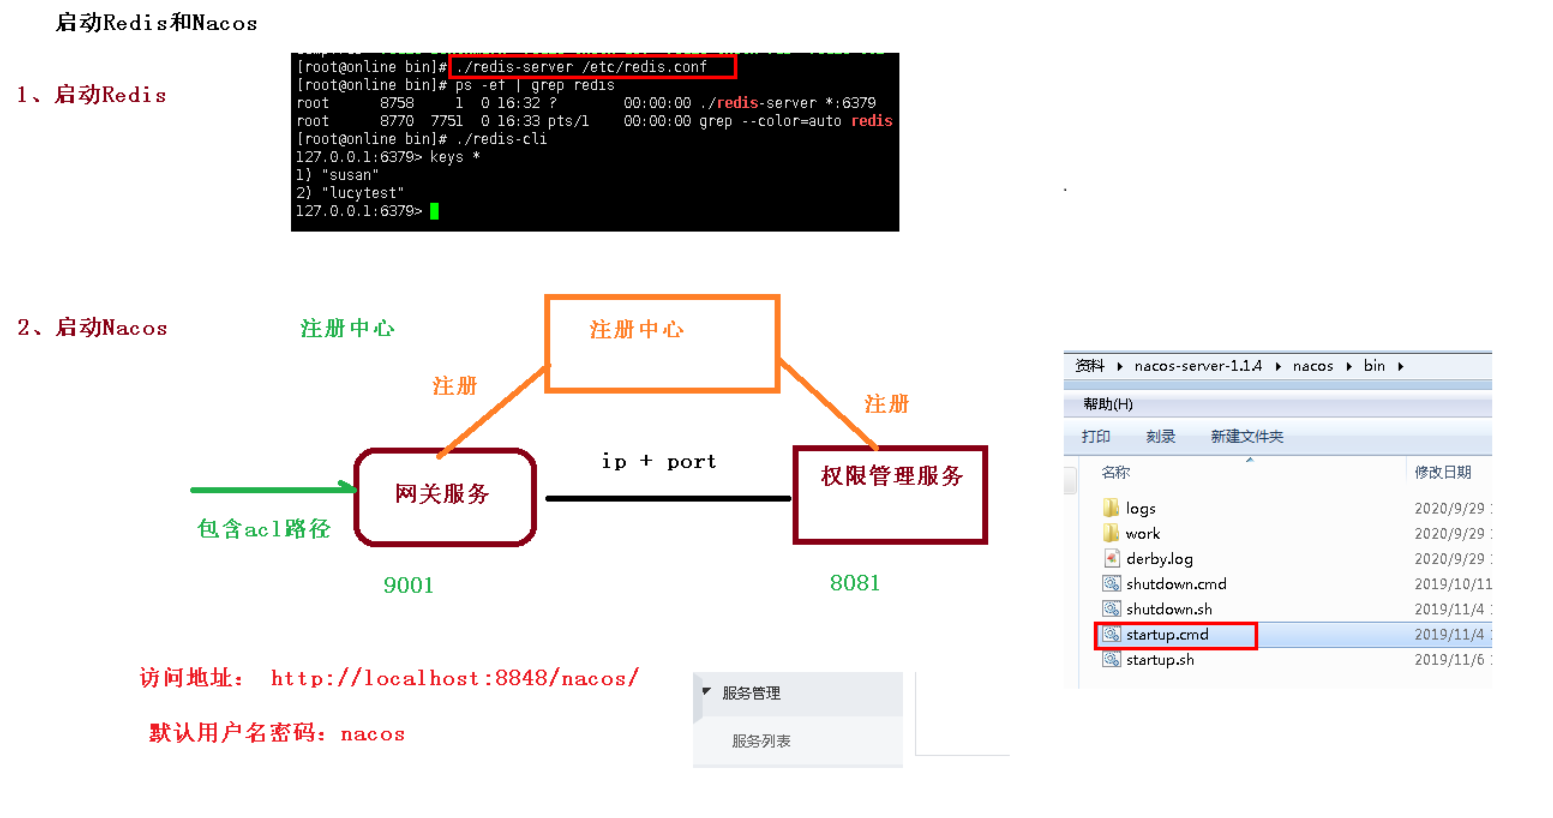 启动Redis和Nacos
1、启动Redis
[root@online bin]# ./redis-server /etc/redis.conf
[root@online bin]# ps -ef | grep redis
root 8758 1 0 16:32 ? 00:00:00 ./redis-server *:6379
root 8770 7751 0 16:33 pts/1 00:00:00 grep --color=auto redis
[root@online bin]# ./redis-cli
127.0.0.1:6379> keys *
1) "susan"
2) "lucytest"
127.0.0.1:6379>
2、启动Nacos
注册中心
注册中心
注册
注册
ip + port
网关服务
权限管理服务
包含acl路径
9001
8081
访问地址： http://localhost:8848/nacos/
默认用户名密码：nacos
服务管理
服务列表
资料 nacos-server-1.1.4 nacos bin
帮助(H)
打印 刻录 新建文件夹
名称 修改日期
logs 2020/9/29
work 2020/9/29
derby.log 2020/9/29
shutdown.cmd 2019/10/11
shutdown.sh 2019/11/4
startup.cmd 2019/11/4
startup.sh 2019/11/6